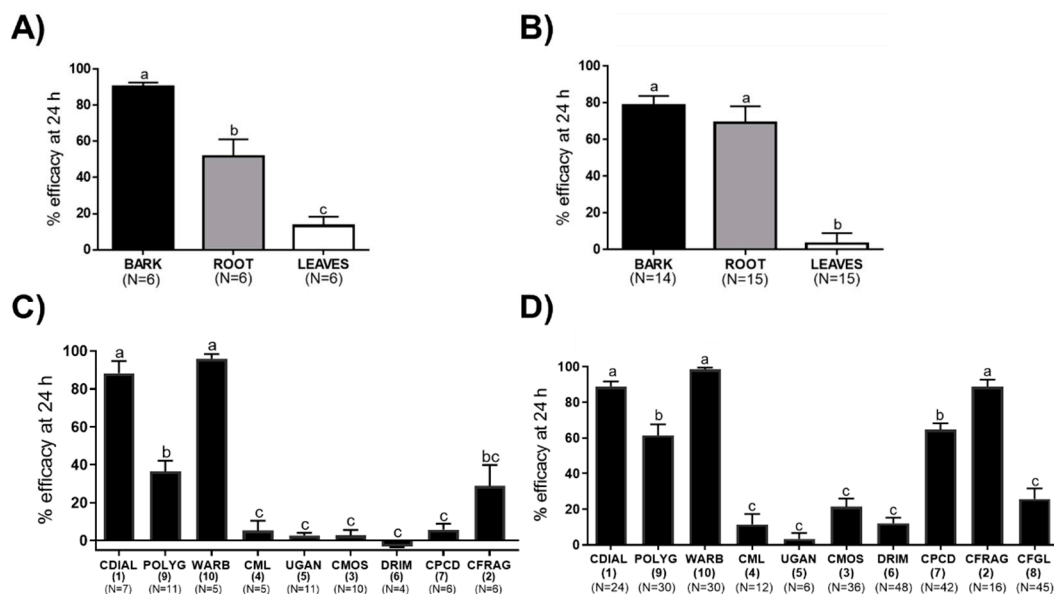 A)
% efficacy at 24 h
100
80
60
40
20
0
a
b
c
BARK ROOT LEAVES
(N=6) (N=6) (N=6)
B)
% efficacy at 24 h
100
80
60
40
20
0
a
a
b
BARK ROOT LEAVES
(N=14) (N=15) (N=15)
C)
% efficacy at 24 h
100
80
60
40
20
0
a b a c c c c c bc
CDIAL POLYG WARB CML UGAN CMOS DRIM CPCD CFRAG
(1) (9) (10) (4) (5) (3) (6) (7) (2)
(N=7) (N=11) (N=5) (N=5) (N=11) (N=10) (N=4) (N=6) (N=6)
D)
% efficacy at 24 h
100
80
60
40
20
0
a b a c c c c b a c
CDIAL POLYG WARB CML UGAN CMOS DRIM CPCD CFRAG CFGL
(1) (9) (10) (4) (5) (3) (6) (7) (2) (8)
(N=24) (N=30) (N=30) (N=12) (N=6) (N=36) (N=48) (N=42) (N=16) (N=45)